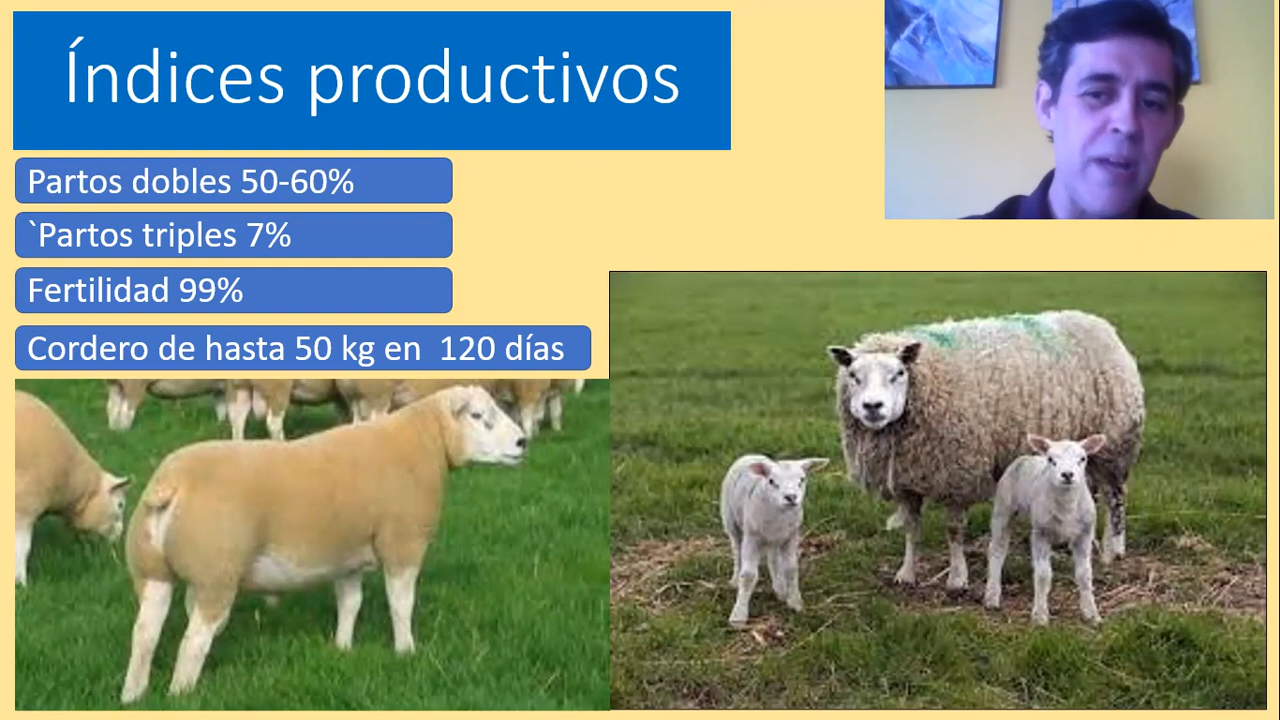 Índices productivos
Partos dobles 50-60%
`Partos triples 7%
Fertilidad 99%
Cordero de hasta 50 kg en  120 días